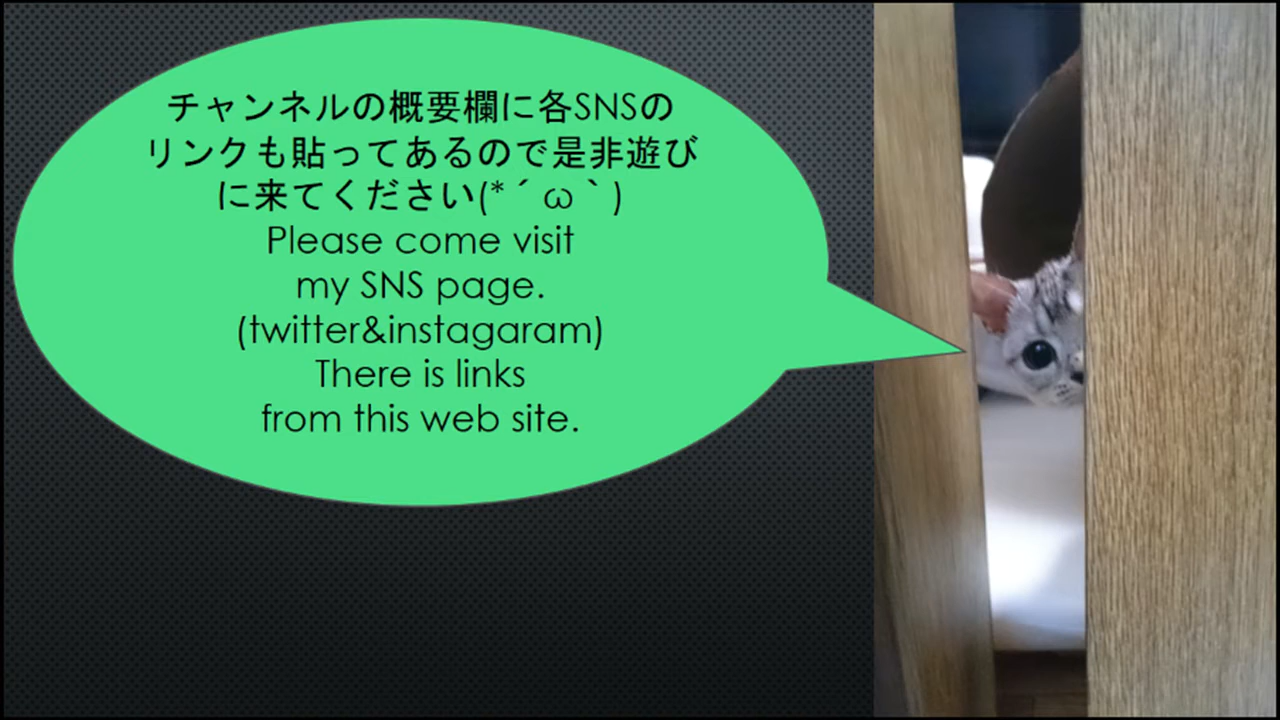 チャンネルの概要欄に各SNSの
リンクも貼ってあるので是非遊び
に来てください(*´ω｀)
Please come visit
my SNS page.
(twitter&instagaram)
There is links
from this web site.